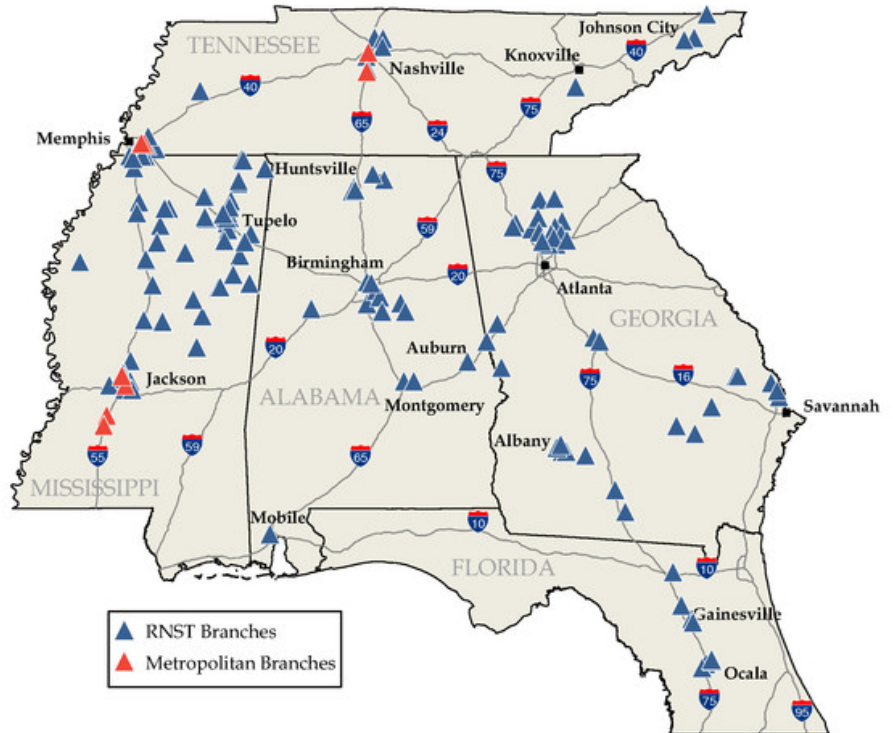 Johnson City
TENNESSEE
40
Knoxville
Nashville
40
75
65
24
Memphis
Huntsville
75
Tupelo
59
Birmingham
20
Atlanta
GEORGIA
20
Auburn
Jackson
75
16
ALABAMA
Montgomery
Savannah
Albany
59
55
65
MISSISSIPPI
Mobile
10
FLORIDA
10
Gainesville
RNST Branches
Metropolitan Branches
Ocala
75
95